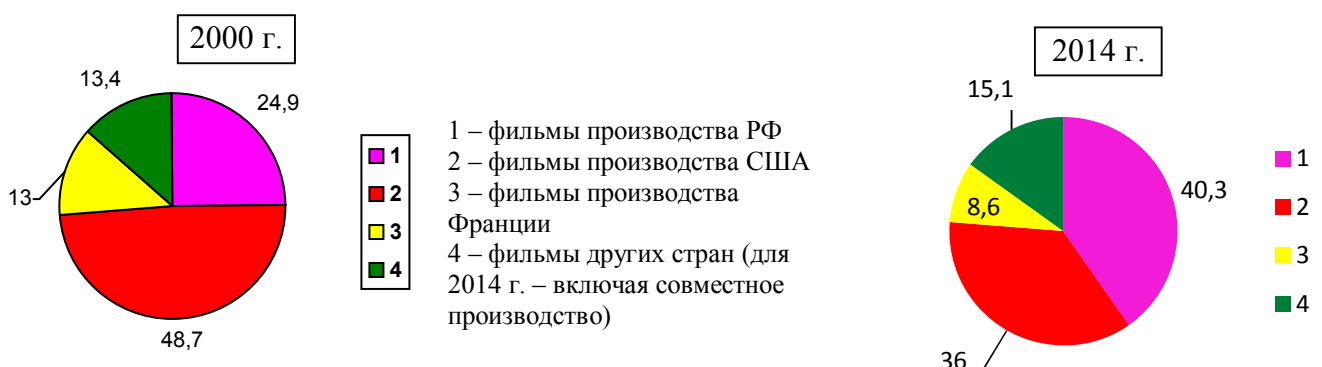 2000 г.
13,4
24,9
13
48,7
1
2
3
4
1 – фильмы производства РФ
2 – фильмы производства США
3 – фильмы производства
Франции
4 – фильмы других стран (для
2014 г. – включая совместное
производство)
2014 г.
15,1
40,3
8,6
36
1
2
3
4